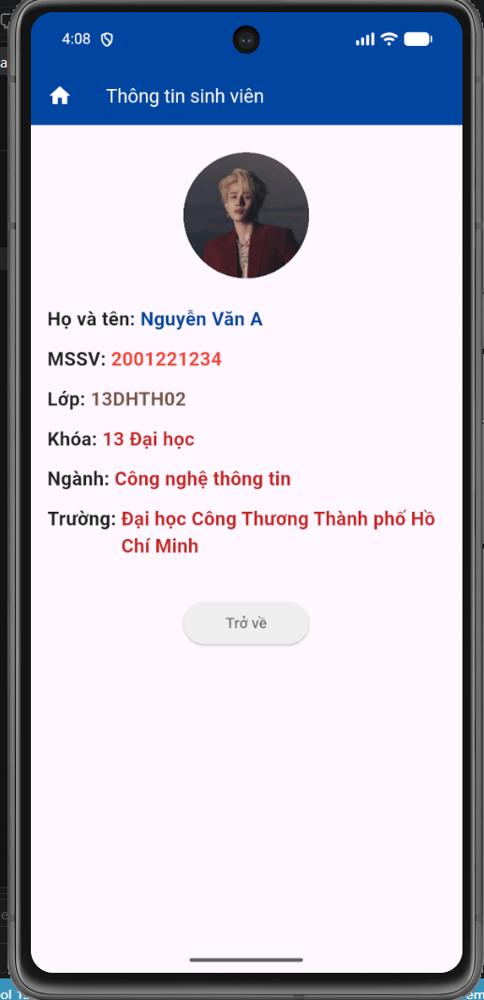 4:08
Thông tin sinh viên
Họ và tên: Nguyễn Văn A
MSSV: 2001221234
Lớp: 13DHTH02
Khóa: 13 Đại học
Ngành: Công nghệ thông tin
Trường: Đại học Công Thương Thành phố Hồ
Chí Minh
Trở về